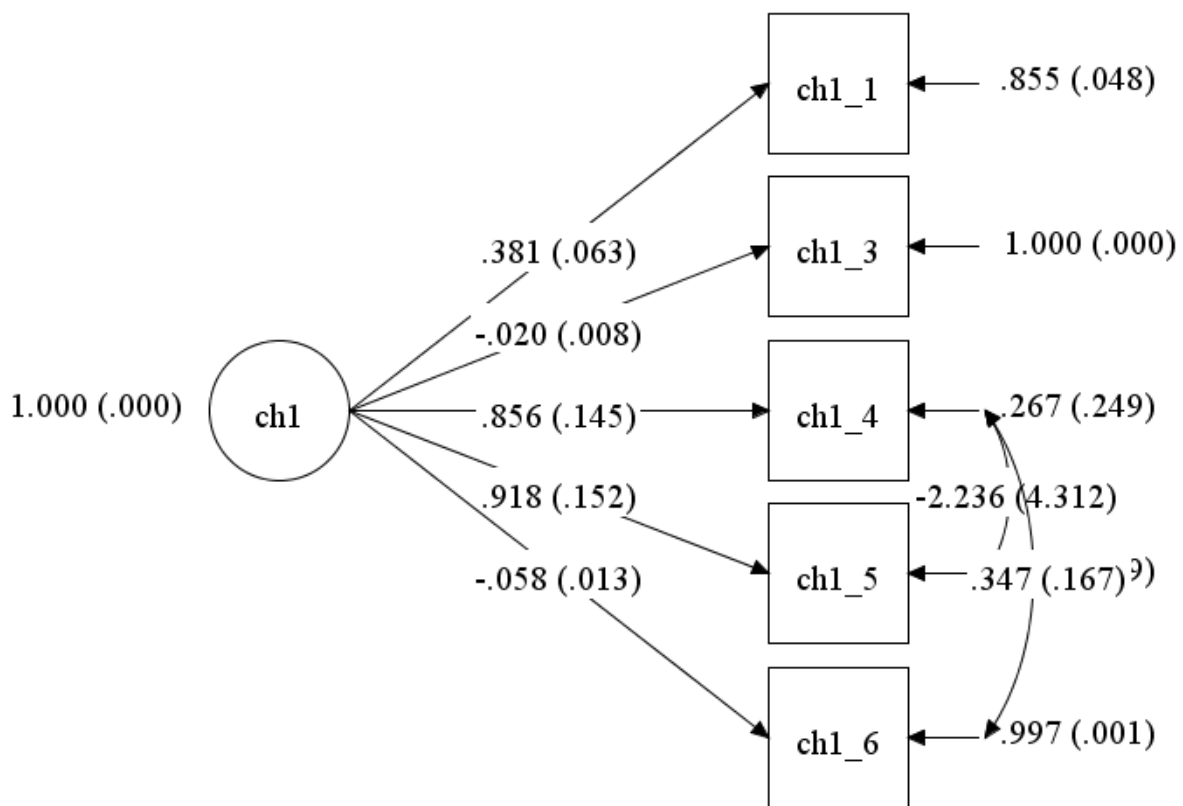 ch1_1
.855 (.048)
.381 (.063)
ch1_3
1.000 (.000)
-.020 (.008)
1.000 (.000)
ch1
.856 (.145)
ch1_4
.267 (.249)
.918 (.152)
-2.236 (4.312)
-.058 (.013)
ch1_5
.347 (.167)
ch1_6
.997 (.001)